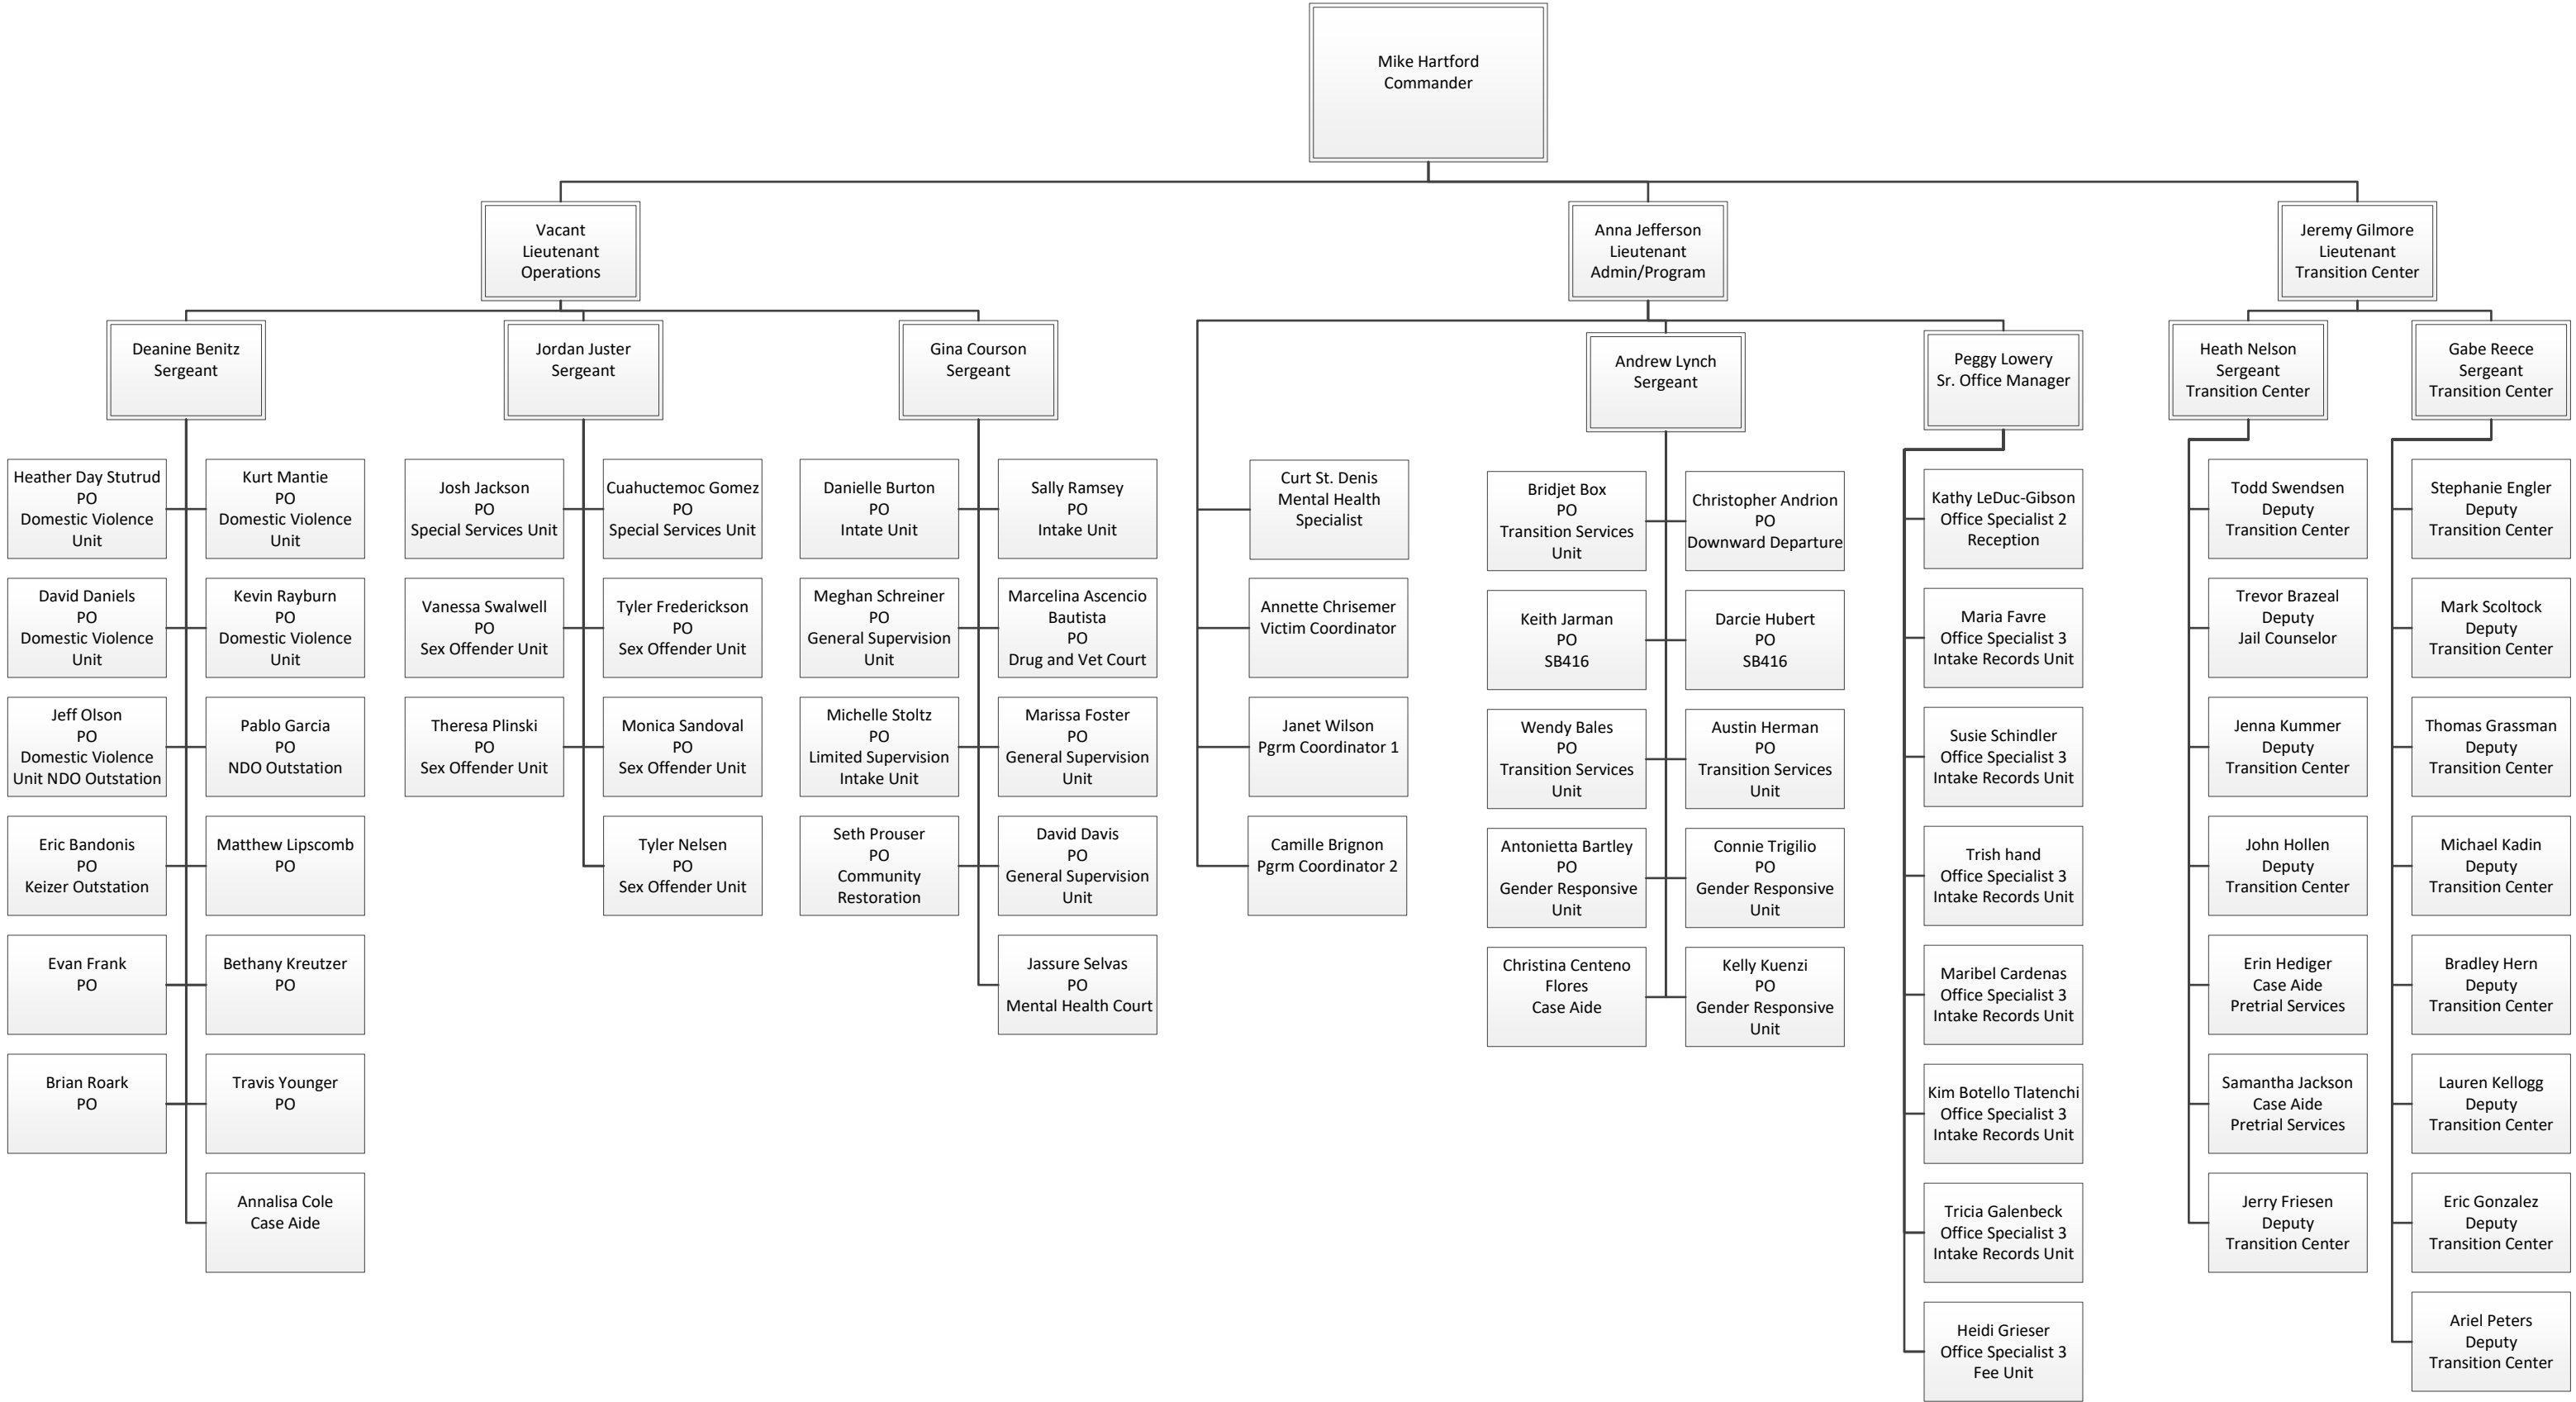 Mike Hartford
Commander
Vacant
Lieutenant
Operations
Anna Jefferson
Lieutenant
Admin/Program
Jeremy Gilmore
Lieutenant
Transition Center
Deanine Benitz
Sergeant
Jordan Juster
Sergeant
Gina Courson
Sergeant
Andrew Lynch
Sergeant
Peggy Lowery
Sr. Office Manager
Heath Nelson
Sergeant
Transition Center
Gabe Reece
Sergeant
Transition Center
Heather Day Stutrud
PO
Domestic Violence
Unit
Kurt Mantie
PO
Domestic Violence
Unit
David Daniels
PO
Domestic Violence
Unit
Kevin Rayburn
PO
Domestic Violence
Unit
Jeff Olson
PO
Domestic Violence
Unit NDO Outstation
Pablo Garcia
PO
NDO Outstation
Eric Bandonis
PO
Keizer Outstation
Matthew Lipscomb
PO
Evan Frank
PO
Bethany Kreutzer
PO
Brian Roark
PO
Travis Younger
PO
Annalisa Cole
Case Aide
Josh Jackson
PO
Special Services Unit
Cuahuctemoc Gomez
PO
Special Services Unit
Vanessa Swalwell
PO
Sex Offender Unit
Tyler Frederickson
PO
Sex Offender Unit
Theresa Plinski
PO
Sex Offender Unit
Monica Sandoval
PO
Sex Offender Unit
Tyler Nelsen
PO
Sex Offender Unit
Danielle Burton
PO
Intate Unit
Sally Ramsey
PO
Intake Unit
Meghan Schreiner
PO
General Supervision
Unit
Marcelina Ascencio
Bautista
PO
Drug and Vet Court
Michelle Stoltz
PO
Limited Supervision
Intake Unit
Marissa Foster
PO
General Supervision
Unit
Seth Prouser
PO
Community
Restoration
David Davis
PO
General Supervision
Unit
Jassure Selvas
PO
Mental Health Court
Curt St. Denis
Mental Health
Specialist
Annette Chrisemer
Victim Coordinator
Janet Wilson
Pgrm Coordinator 1
Camille Brignon
Pgrm Coordinator 2
Bridjet Box
PO
Transition Services
Unit
Christopher Andrion
PO
Downward Departure
Keith Jarman
PO
SB416
Darcie Hubert
PO
SB416
Wendy Bales
PO
Transition Services
Unit
Austin Herman
PO
Transition Services
Unit
Antonietta Bartley
PO
Gender Responsive
Unit
Connie Trigilio
PO
Gender Responsive
Unit
Christina Centeno
Flores
Case Aide
Kelly Kuenzi
PO
Gender Responsive
Unit
Kathy LeDuc-Gibson
Office Specialist 2
Reception
Maria Favre
Office Specialist 3
Intake Records Unit
Susie Schindler
Office Specialist 3
Intake Records Unit
Trish hand
Office Specialist 3
Intake Records Unit
Maribel Cardenas
Office Specialist 3
Intake Records Unit
Kim Botello Tlatenchi
Office Specialist 3
Intake Records Unit
Tricia Galenbeck
Office Specialist 3
Intake Records Unit
Heidi Grieser
Office Specialist 3
Fee Unit
Todd Swendsen
Deputy
Transition Center
Trevor Brazeal
Deputy
Jail Counselor
Jenna Kummer
Deputy
Transition Center
John Hollen
Deputy
Transition Center
Erin Hediger
Case Aide
Pretrial Services
Samantha Jackson
Case Aide
Pretrial Services
Jerry Friesen
Deputy
Transition Center
Stephanie Engler
Deputy
Transition Center
Mark Scoltock
Deputy
Transition Center
Thomas Grassman
Deputy
Transition Center
Michael Kadin
Deputy
Transition Center
Bradley Hern
Deputy
Transition Center
Lauren Kellogg
Deputy
Transition Center
Eric Gonzalez
Deputy
Transition Center
Ariel Peters
Deputy
Transition Center